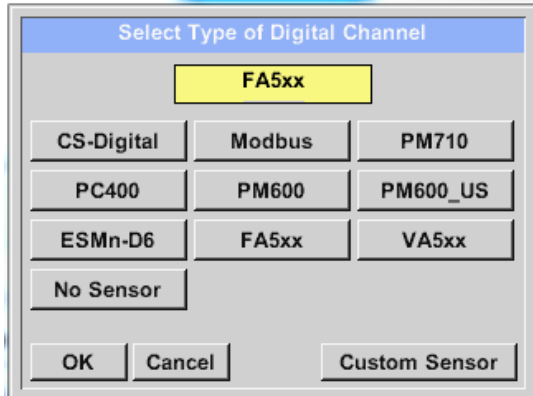 Select Type of Digital Channel
FA5xx
CS-Digital Modbus PM710
PC400 PM600 PM600_US
ESMn-D6 FA5xx VA5xx
No Sensor
OK Cancel Custom Sensor